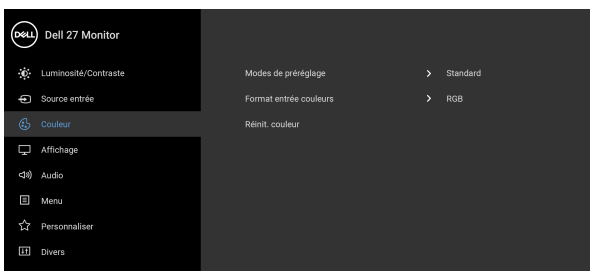 DELL Dell 27 Monitor
Luminosité/Contraste
Modes de préréglage Standard
Source entrée
Format entrée couleurs RGB
Couleur
Réinit. couleur
Affichage
Audio
Menu
Personnaliser
Divers